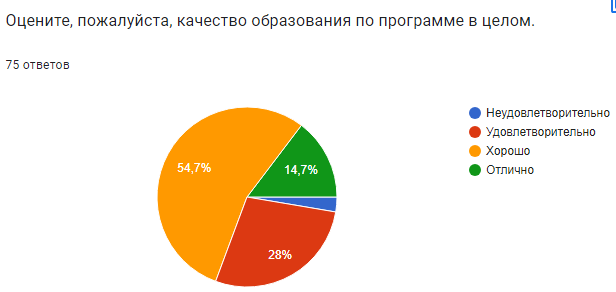 Оцените, пожалуйста, качество образования по программе в целом.
75 ответов
Неудовлетворительно
Удовлетворительно
Хорошо
Отлично
54,7%
14,7%
28%